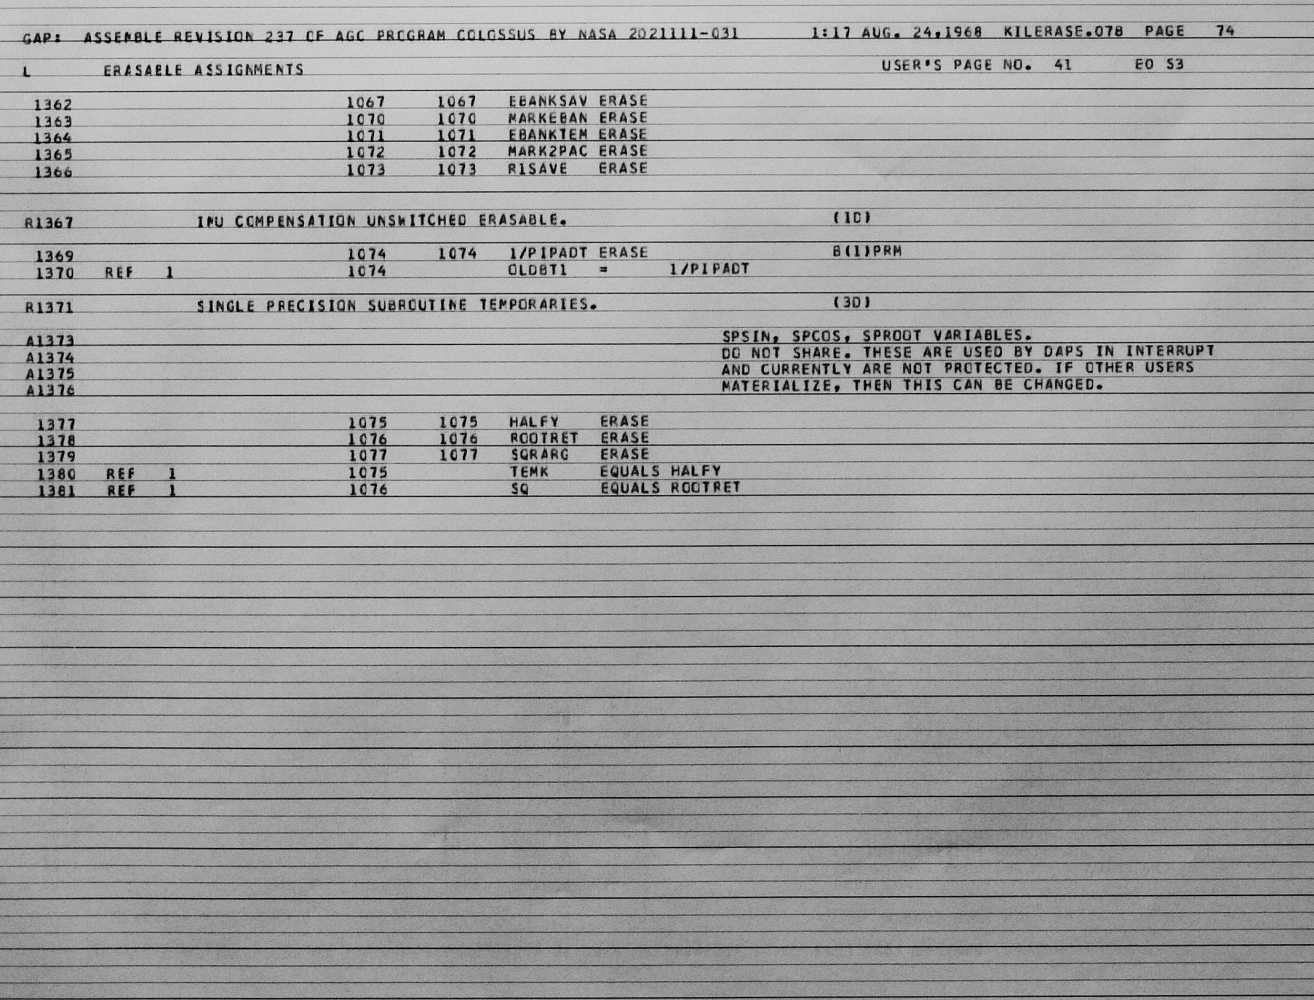 GAP: ASSEMBLE REVISION 237 OF AGC PROGRAM COLOSSUS BY NASA 2021111-031 1:17 AUG. 24,1968 KILERASE.078 PAGE 74
L ERASABLE ASSIGNMENTS USER'S PAGE NO. 41 E0 S3
1362 1067 1067 EBANKSAV ERASE
1363 1070 1070 MARKEBAN ERASE
1364 1071 1071 EBANKTEM ERASE
1365 1072 1072 MARK2PAC ERASE
1366 1073 1073 R1SAVE ERASE
R1367 IMU COMPENSATION UNSWITCHED ERASABLE. (1D)
1369 1074 1074 1/PIPADT ERASE B(1)PRM
1370 REF 1 1074 OLDBT1 = 1/PIPADT
R1371 SINGLE PRECISION SUBROUTINE TEMPORARIES. (3D)
A1373 SPSIN, SPCOS, SPROOT VARIABLES.
A1374 DO NOT SHARE. THESE ARE USED BY DAPS IN INTERRUPT
A1375 AND CURRENTLY ARE NOT PROTECTED. IF OTHER USERS
A1376 MATERIALIZE, THEN THIS CAN BE CHANGED.
1377 1075 1075 HALFY ERASE
1378 1076 1076 ROOTRET ERASE
1379 1077 1077 SQRARG ERASE
1380 REF 1 1075 TEMK EQUALS HALFY
1381 REF 1 1076 SQ EQUALS ROOTRET